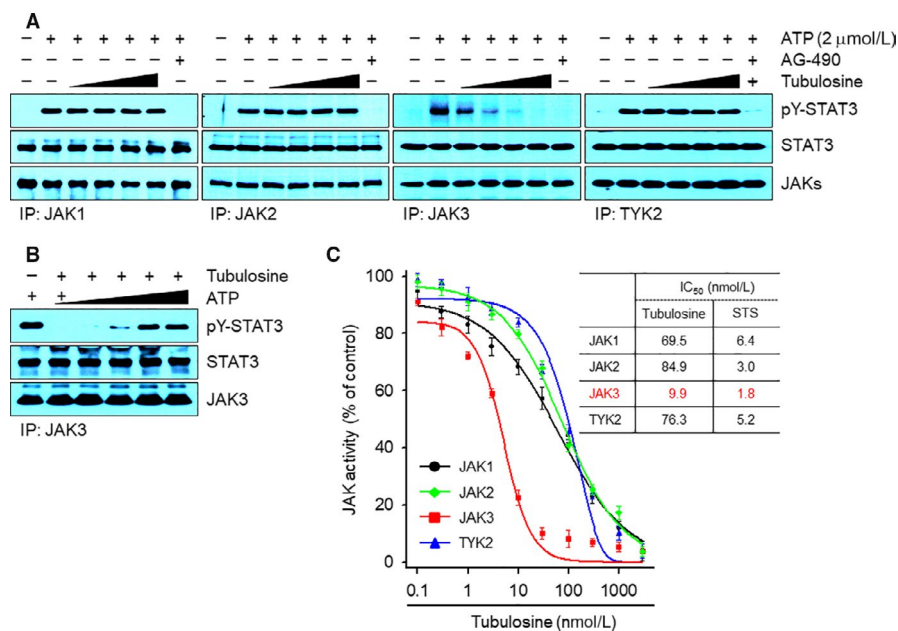 A
− + + + + + + − + + + + + + − + + + + + + − + + + + + + ATP (2 μmol/L)
− − − − − − + − − − − − − + − − − − − − + − − − − − − + AG-490
− − − − − − − − − + Tubulosine
pY-STAT3
STAT3
JAKs
IP: JAK1 IP: JAK2 IP: JAK3 IP: TYK2
B
− + + + + + Tubulosine
+ + ATP
pY-STAT3
STAT3
JAK3
IP: JAK3
C
JAK activity (% of control)
100
80
60
40
20
0
0.1 1 10 100 1000
Tubulosine (nmol/L)
JAK1
JAK2
JAK3
TYK2
IC50 (nmol/L)
Tubulosine STS
JAK1 69.5 6.4
JAK2 84.9 3.0
JAK3 9.9 1.8
TYK2 76.3 5.2